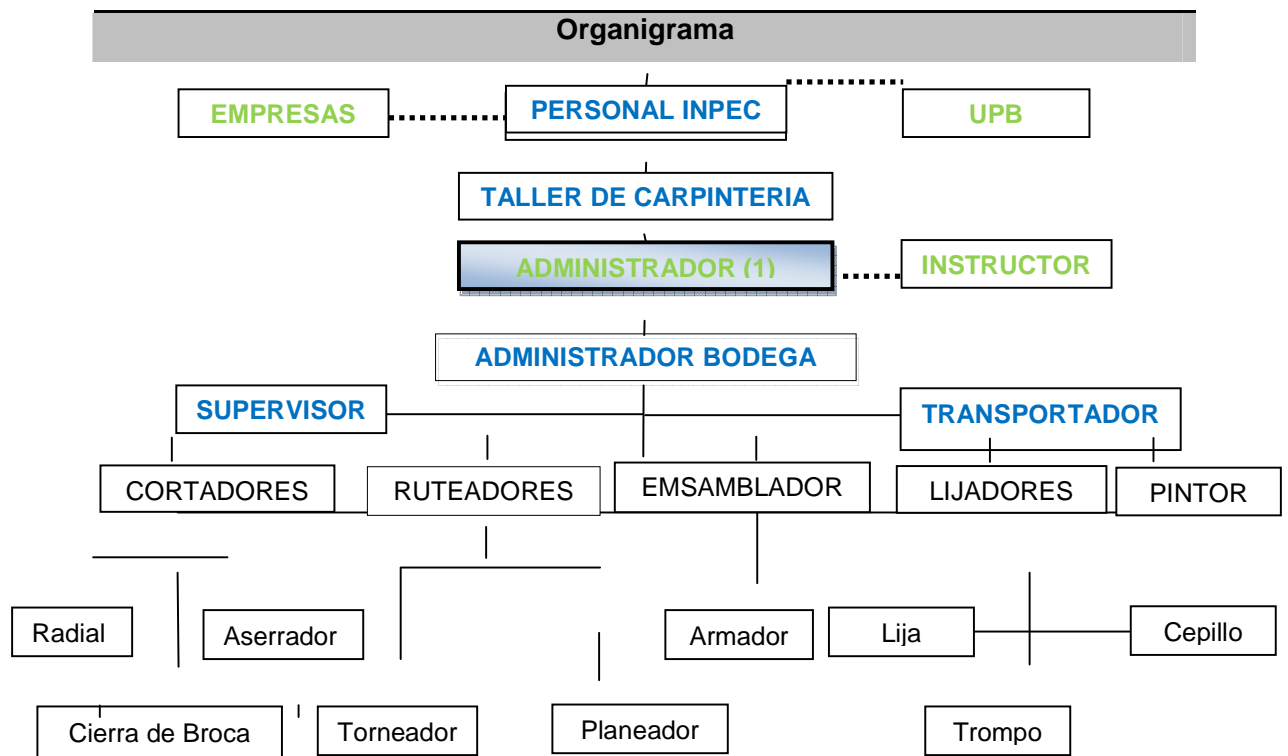 Organigrama
EMPRESAS
PERSONAL INPEC
UPB
TALLER DE CARPINTERIA
ADMINISTRADOR (1)
INSTRUCTOR
ADMINISTRADOR BODEGA
SUPERVISOR
TRANSPORTADOR
CORTADORES
RUTEADORES
EMSAMBLADOR
LIJADORES
PINTOR
Radial
Aserrador
Armador
Lija
Cepillo
Cierra de Broca
Torneador
Planeador
Trompo